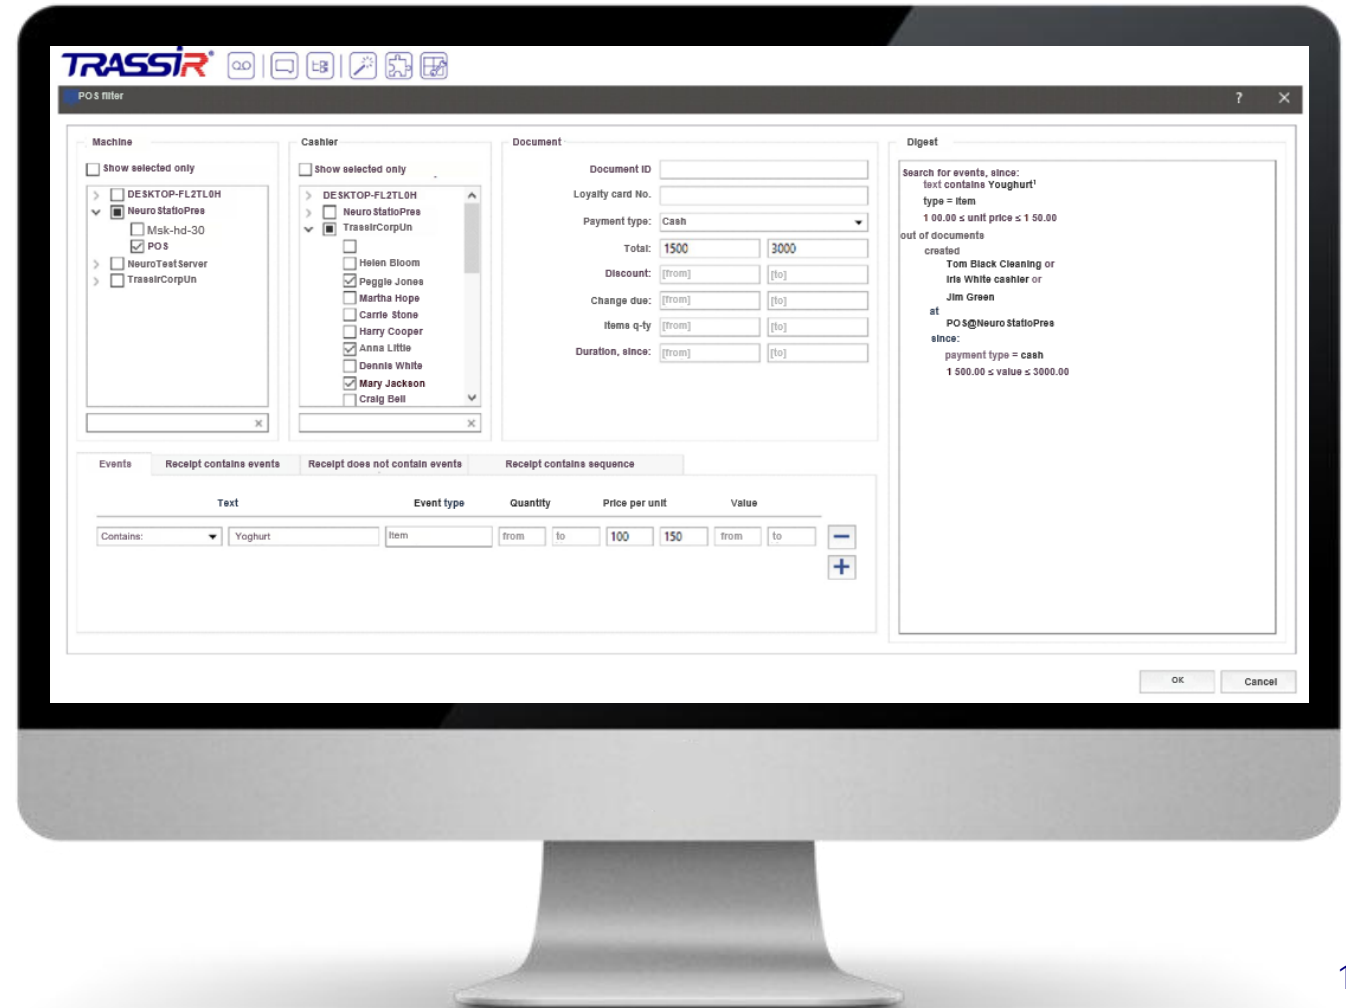 TRASSIR
POS filter
? ×
Machine
Show selected only
DESKTOP-FL2TL0H
NeuroStatioPres
Msk-hd-30
POS
NeuroTestServer
TrassirCorpUn
Cashier
Show selected only
DESKTOP-FL2TL0H
NeuroStatioPres
TrassirCorpUn
Helen Bloom
Peggie Jones
Martha Hope
Carrie Stone
Harry Cooper
Anna Little
Dennis White
Mary Jackson
Craig Bell
Document
Document ID
Loyalty card No.
Payment type: Cash
Total: 1500 3000
Discount: [from] [to]
Change due: [from] [to]
Items q-ty [from] [to]
Duration, since: [from] [to]
Digest
Search for events, since:
text contains Youghurt¹
type = Item
1 00.00 ≤ unit price ≤ 1 50.00
out of documents
created
Tom Black Cleaning or
Iris White cashier or
Jim Green
at
POS@NeuroStatioPres
since:
payment type = cash
1 500.00 ≤ value ≤ 3000.00
Events Receipt contains events Receipt does not contain events Receipt contains sequence
Text Event type Quantity Price per unit Value
Contains: Yoghurt Item from to 100 150 from to
OK Cancel
1